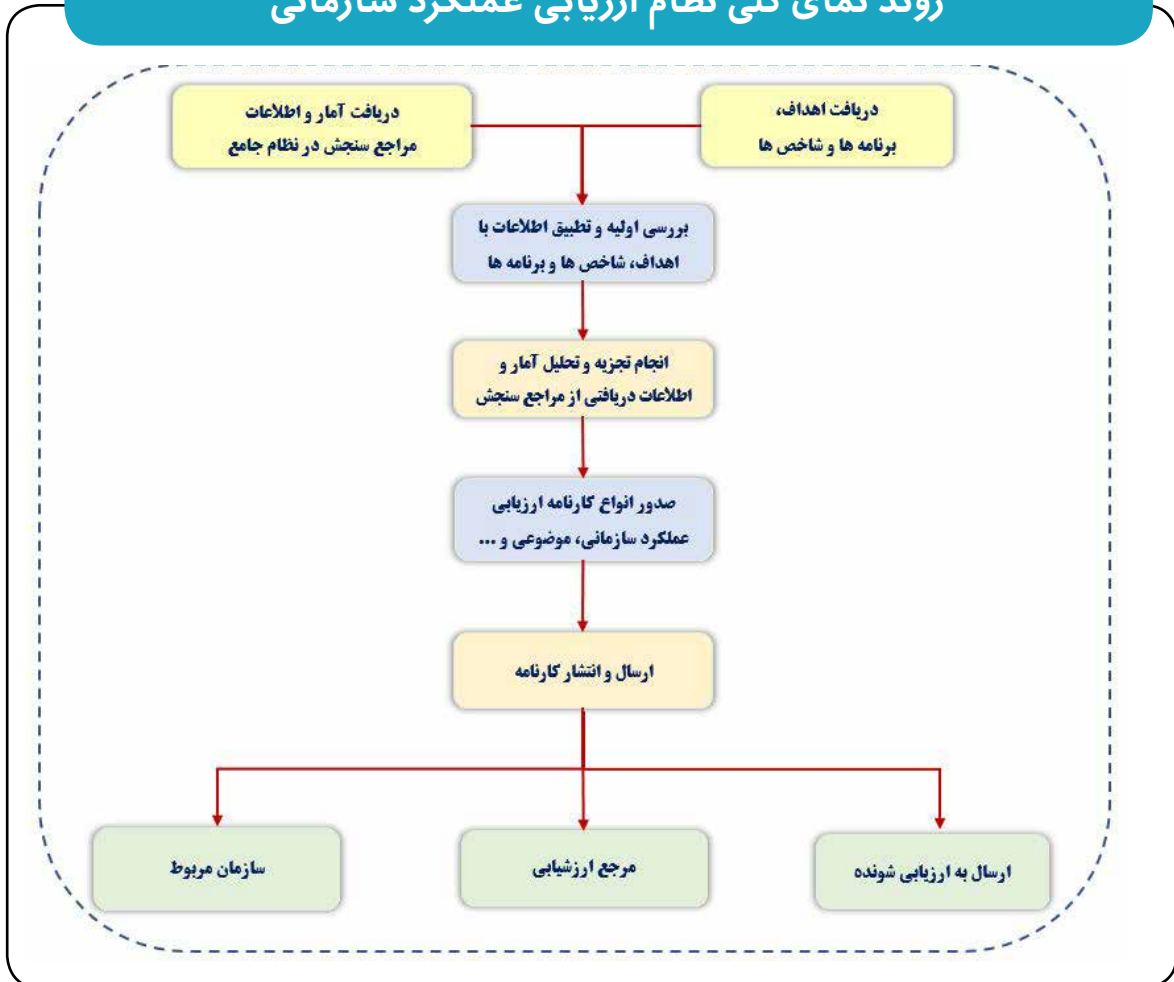 روند نمای کلی نظام ارزیابی عملکرد سازمانی
دریافت اهداف،
برنامه ها و شاخص ها
دریافت آمار و اطلاعات
مراجع سنجش در نظام جامع
بررسی اولیه و تطبیق اطلاعات با
اهداف، شاخص ها و برنامه ها
انجام تجزیه و تحلیل آمار و
اطلاعات دریافتی از مراجع سنجش
صدور انواع کارنامه ارزیابی
عملکرد سازمانی، موضوعی و ...
ارسال و انتشار کارنامه
ارسال به ارزیابی شونده
مرجع ارزشیابی
سازمان مربوط